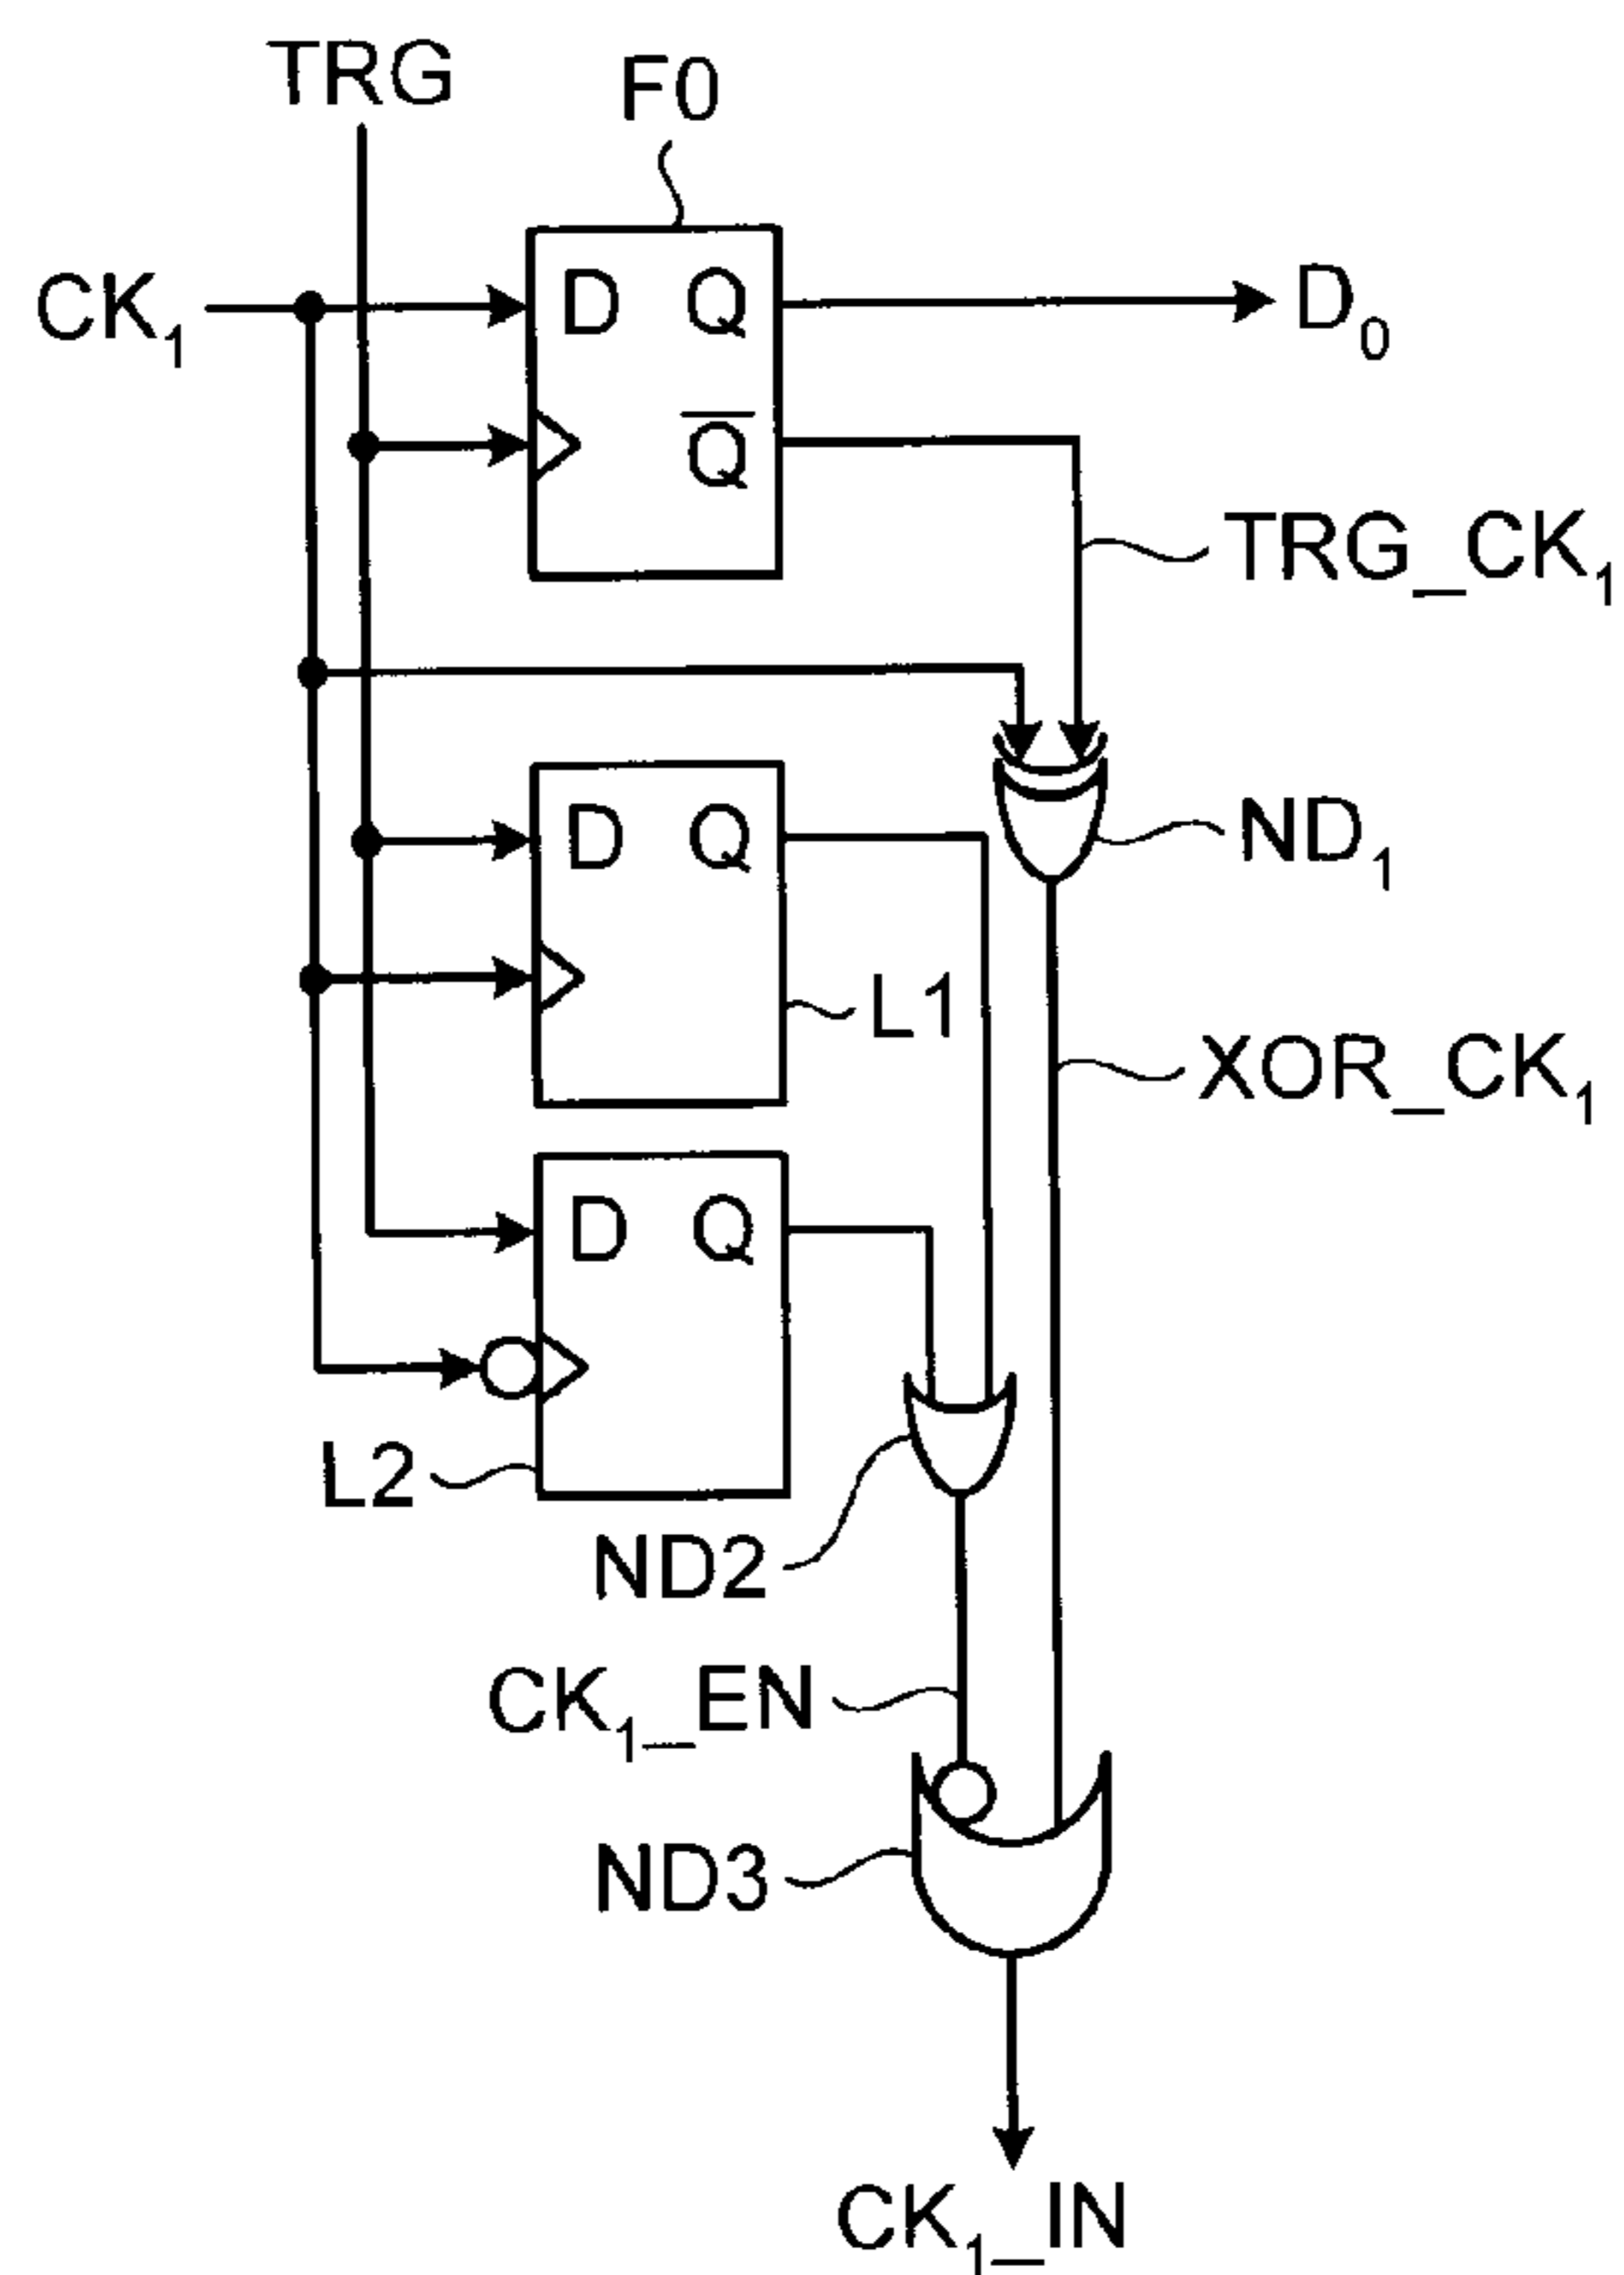 TRG
F0
CK₁
D Q
D₀
Q̅
TRG_CK₁
D Q
ND₁
L1
XOR_CK₁
D Q
L2
ND2
CK₁_EN
ND3
CK₁_IN